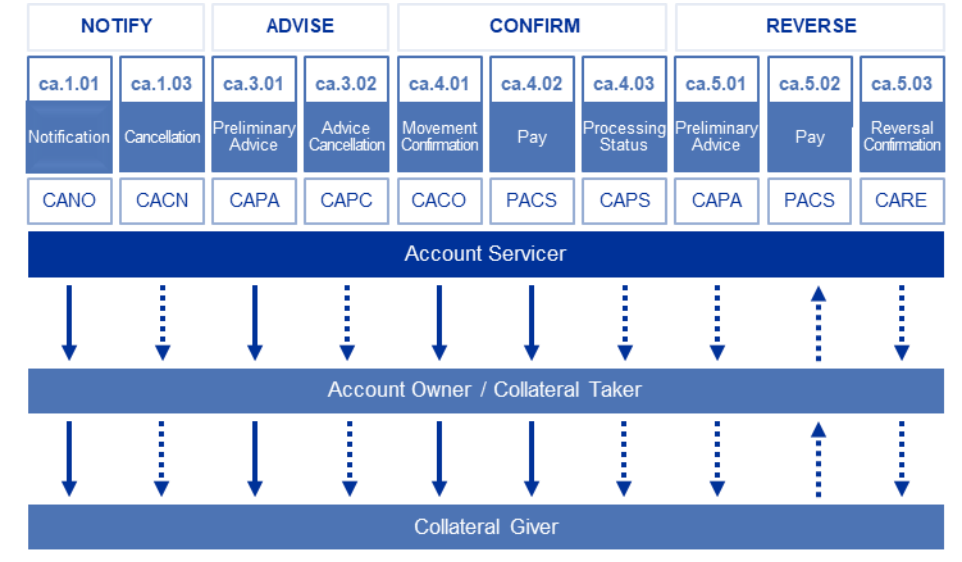 NOTIFY ADVISE CONFIRM REVERSE
ca.1.01 ca.1.03 ca.3.01 ca.3.02 ca.4.01 ca.4.02 ca.4.03 ca.5.01 ca.5.02 ca.5.03
Notification
Cancellation
Preliminary
Advice
Advice
Cancellation
Movement
Confirmation
Pay
Processing
Status
Preliminary
Advice
Pay
Reversal
Confirmation
CANO CACN CAPA CAPC CACO PACS CAPS CAPA PACS CARE
Account Servicer
Account Owner / Collateral Taker
Collateral Giver